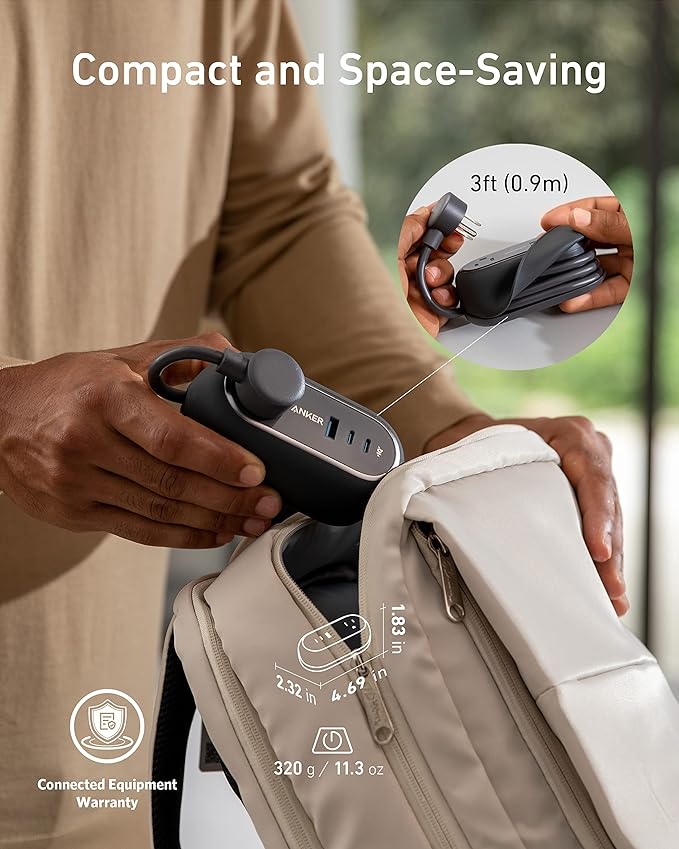 Compact and Space-Saving
3ft (0.9m)
ANKER
1.83 in
2.32 in
4.69 in
320 g / 11.3 oz
Connected Equipment
Warranty